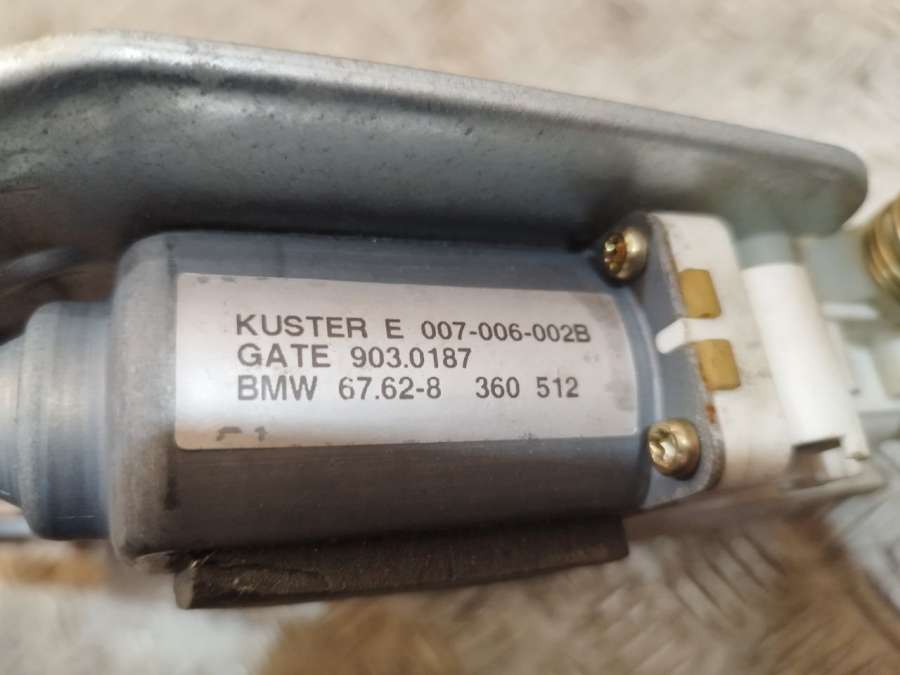 KUSTER E 007-006-002B
GATE 903.0187
BMW 67.62-8 360 512